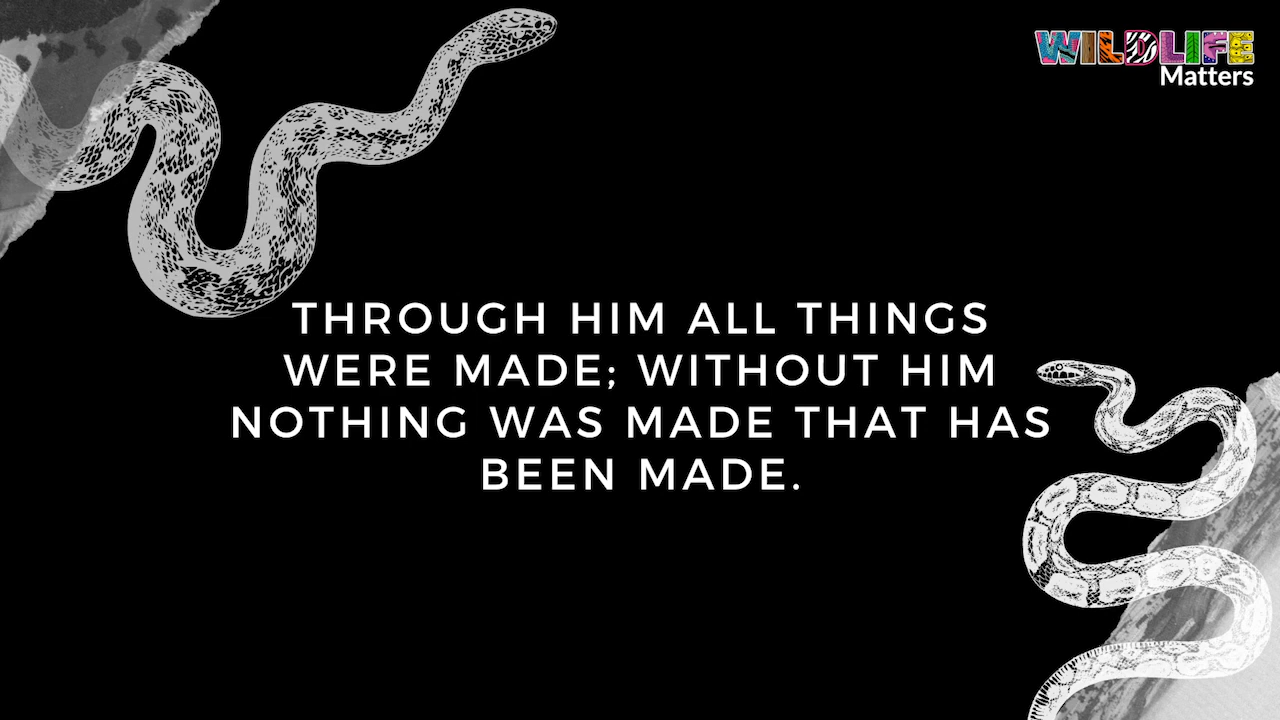 WILDLIFE
Matters
THROUGH HIM ALL THINGS
WERE MADE; WITHOUT HIM
NOTHING WAS MADE THAT HAS
BEEN MADE.